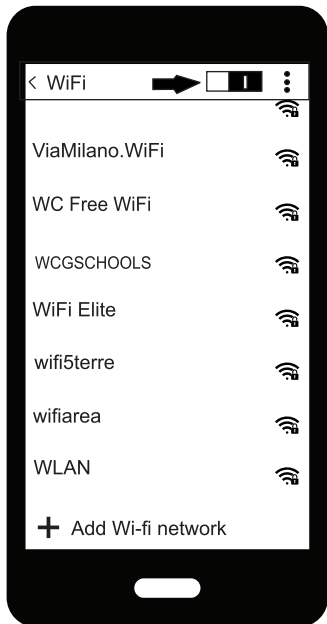 < WiFi
ViaMilano.WiFi
WC Free WiFi
WCGSCHOOLS
WiFi Elite
wifi5terre
wifiarea
WLAN
+ Add Wi-fi network